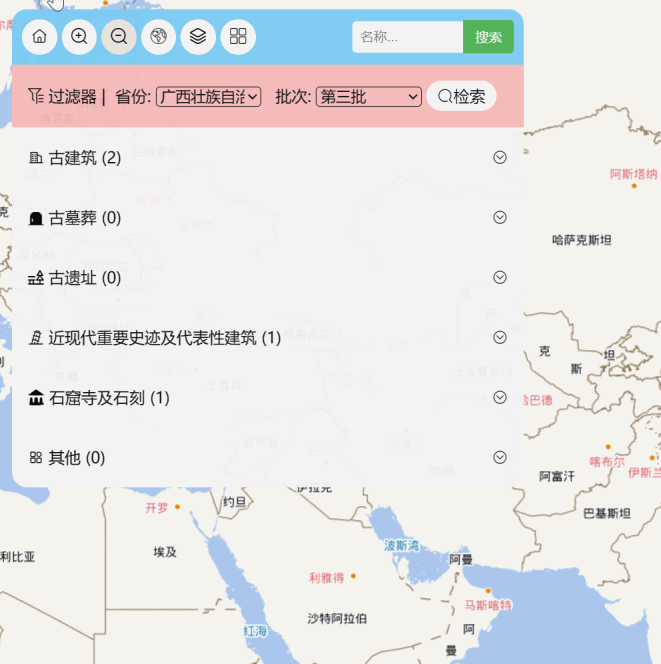 名称...
搜索
过滤器 | 省份: 广西壮族自治 批次: 第三批 检索
古建筑 (2)
古墓葬 (0)
古遗址 (0)
近现代重要史迹及代表性建筑 (1)
石窟寺及石刻 (1)
其他 (0)
阿斯塔纳
哈萨克斯坦
克
斯
坦
喀布尔
伊斯兰
阿富汗
巴基斯坦
伊拉克
约旦
开罗
埃及
利比亚
波斯湾
阿曼
利雅得
马斯喀特
沙特阿拉伯
红海
阿
曼